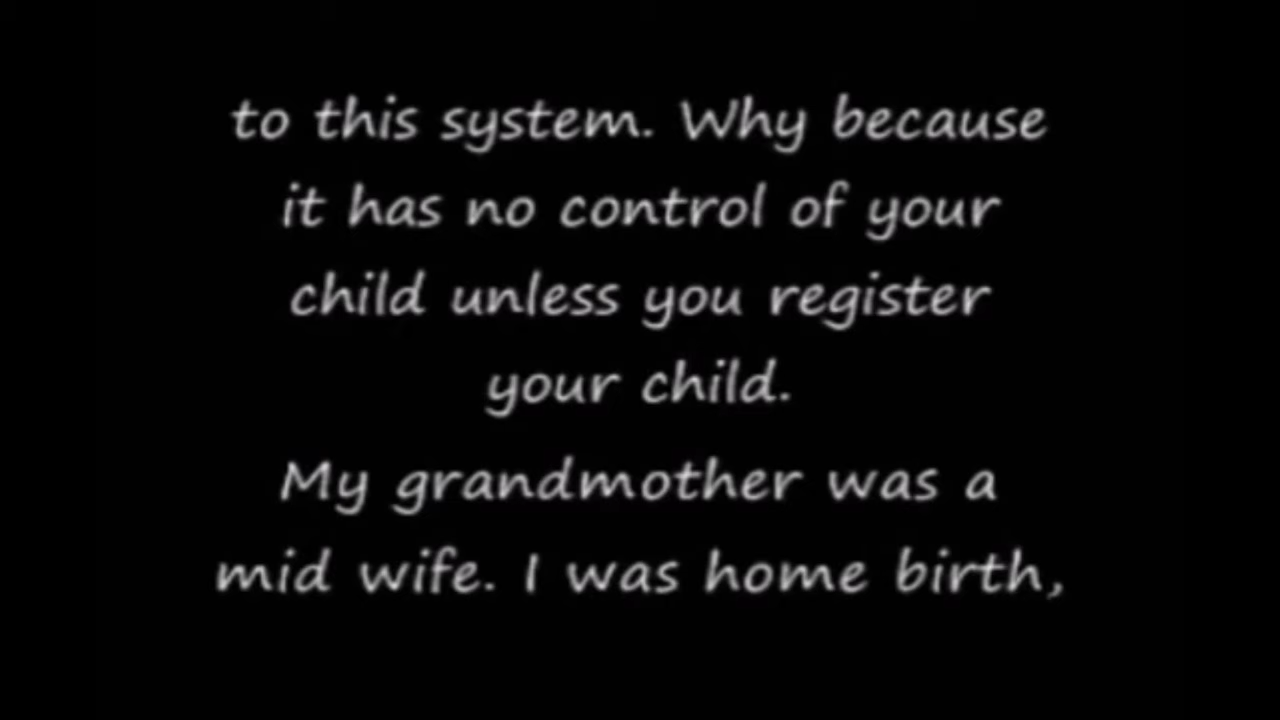 to this system. Why because
it has no control of your
child unless you register
your child.
My grandmother was a
mid wife. I was home birth,